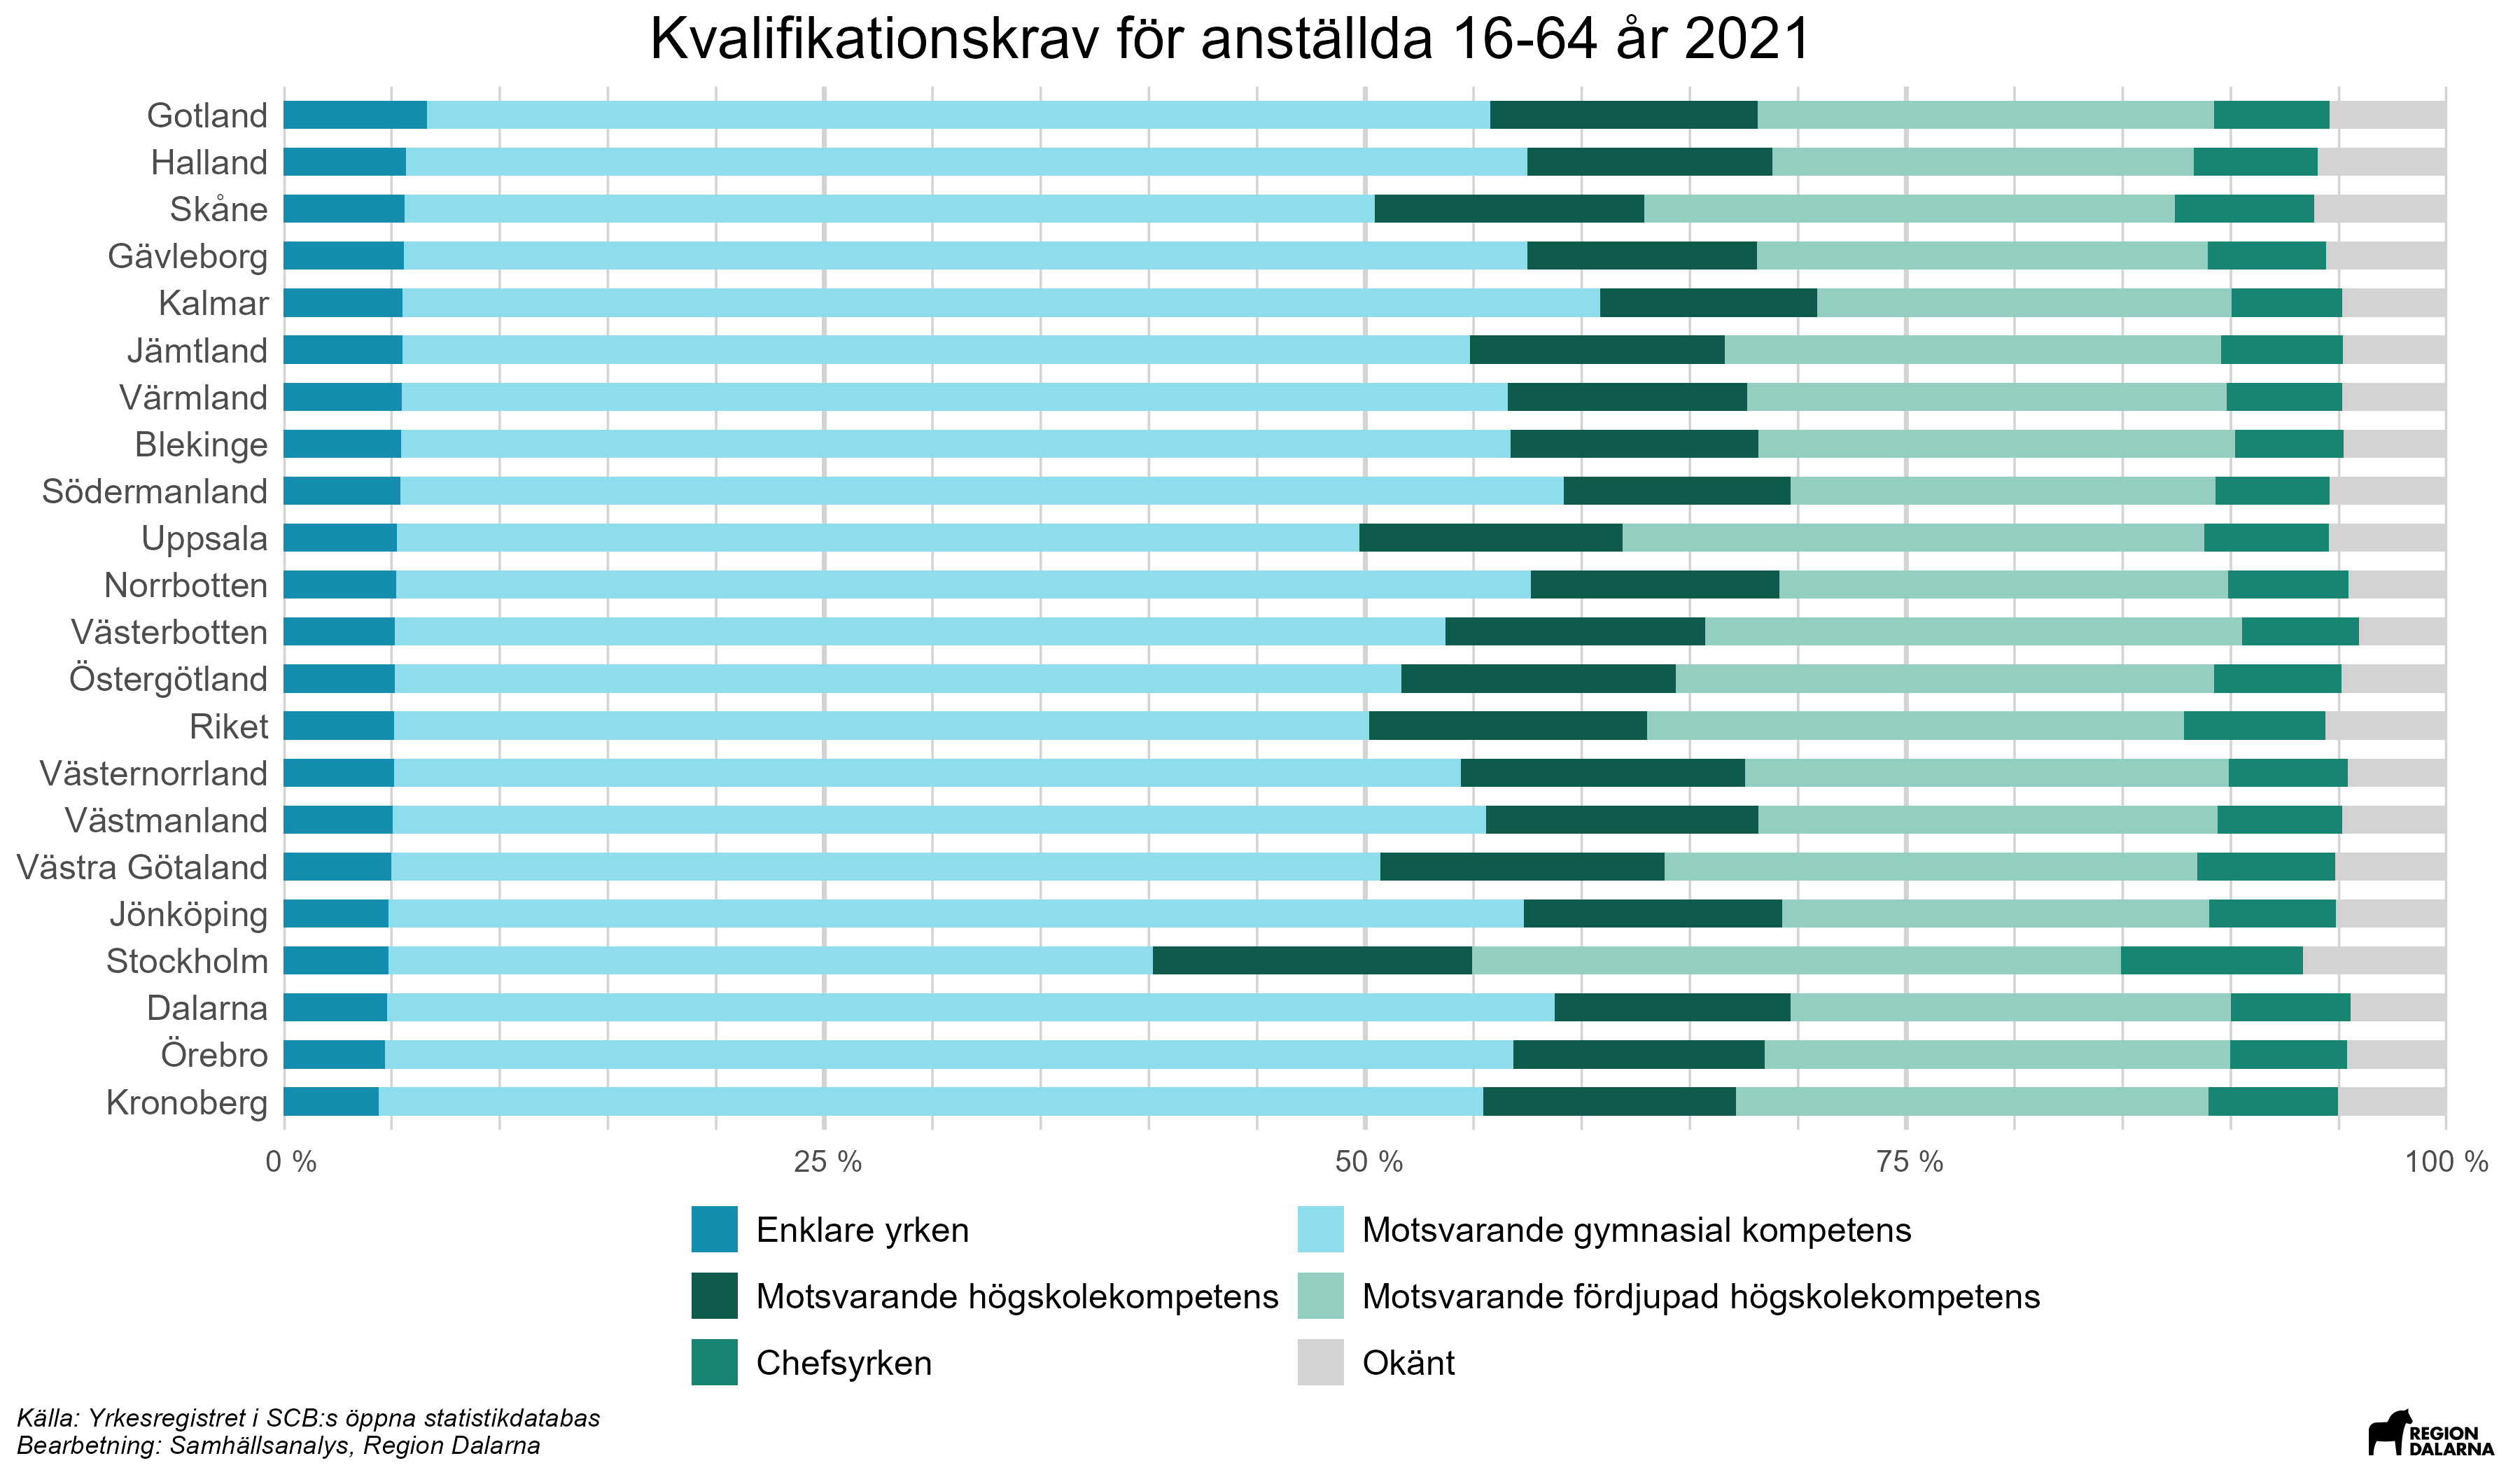 Kvalifikationskrav för anställda 16-64 år 2021
Gotland
Halland
Skåne
Gävleborg
Kalmar
Jämtland
Värmland
Blekinge
Södermanland
Uppsala
Norrbotten
Västerbotten
Östergötland
Riket
Västernorrland
Västmanland
Västra Götaland
Jönköping
Stockholm
Dalarna
Örebro
Kronoberg
0 % 25 % 50 % 75 % 100 %
Enklare yrken
Motsvarande gymnasial kompetens
Motsvarande högskolekompetens
Motsvarande fördjupad högskolekompetens
Chefsyrken
Okänt
Källa: Yrkesregistret i SCB:s öppna statistikdatabas
Bearbetning: Samhällsanalys, Region Dalarna
REGION
DALARNA